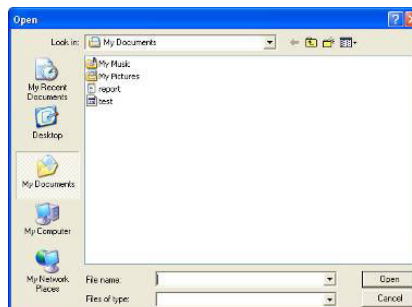 Open
Look in:
My Documents
My Recent
Documents
Desktop
My Documents
My Computer
My Network
Places
My Music
My Pictures
report
test
File name:
Open
Files of type:
Cancel